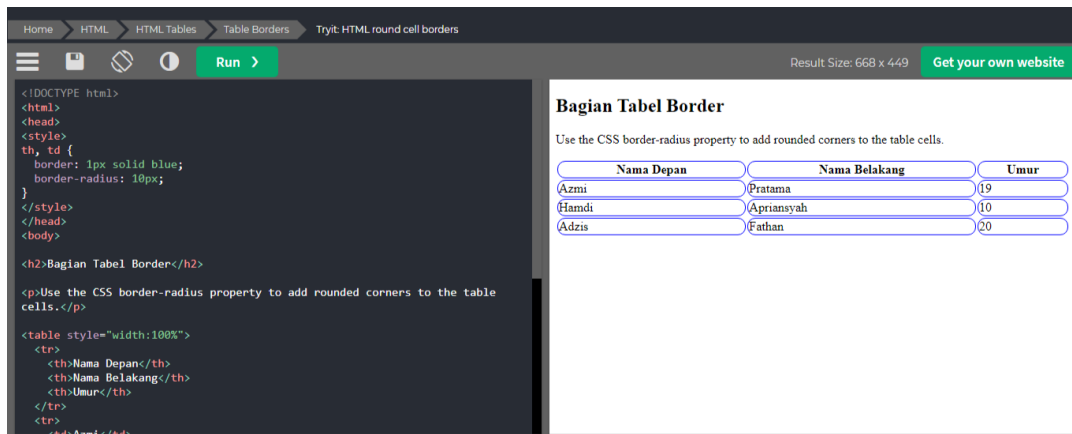 Home HTML HTML Tables Table Borders Tryit: HTML round cell borders
Run ❯ Result Size: 668 x 449 Get your own website
<!DOCTYPE html>
<html>
<head>
<style>
th, td {
  border: 1px solid blue;
  border-radius: 10px;
}
</style>
</head>
<body>
<h2>Bagian Tabel Border</h2>
<p>Use the CSS border-radius property to add rounded corners to the table
cells.</p>
<table style="width:100%">
  <tr>
    <th>Nama Depan</th>
    <th>Nama Belakang</th>
    <th>Umur</th>
  </tr>
  <tr>
    <td>Azmi</td>
Bagian Tabel Border
Use the CSS border-radius property to add rounded corners to the table cells.
Nama Depan Nama Belakang Umur
Azmi Pratama 19
Hamdi Apriansyah 10
Adzis Fathan 20